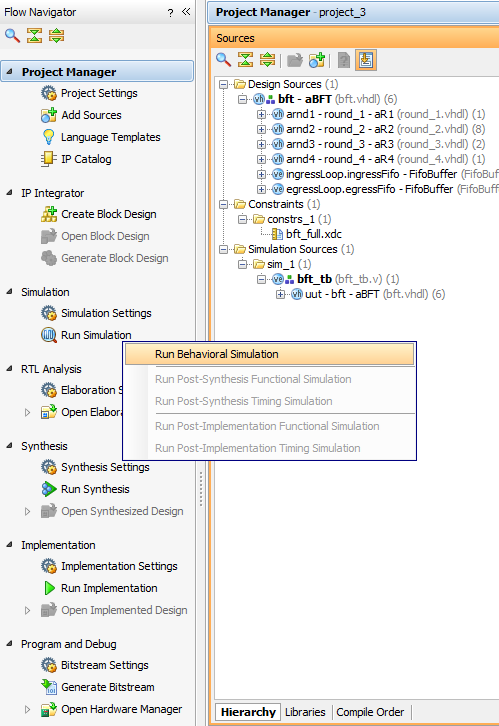 Flow Navigator ? «
Project Manager
Project Settings
Add Sources
Language Templates
IP Catalog
IP Integrator
Create Block Design
Open Block Design
Generate Block Design
Simulation
Simulation Settings
Run Simulation
Run Behavioral Simulation
Run Post-Synthesis Functional Simulation
Run Post-Synthesis Timing Simulation
Run Post-Implementation Functional Simulation
Run Post-Implementation Timing Simulation
RTL Analysis
Elaboration S
Open Elabor
Synthesis
Synthesis Settings
Run Synthesis
Open Synthesized Design
Implementation
Implementation Settings
Run Implementation
Open Implemented Design
Program and Debug
Bitstream Settings
Generate Bitstream
Open Hardware Manager
Project Manager - project_3
Sources
Design Sources (1)
bft - aBFT (bft.vhdl) (6)
arnd1 - round_1 - aR1 (round_1.vhdl) (1)
arnd2 - round_2 - aR2 (round_2.vhdl) (8)
arnd3 - round_3 - aR3 (round_3.vhdl) (2)
arnd4 - round_4 - aR4 (round_4.vhdl) (1)
ingressLoop.ingressFifo - FifoBuffer (FifoBuf
egressLoop.egressFifo - FifoBuffer (FifoBuffe
Constraints (1)
constrs_1 (1)
bft_full.xdc
Simulation Sources (1)
sim_1 (1)
bft_tb (bft_tb.v) (1)
uut - bft - aBFT (bft.vhdl) (6)
Hierarchy Libraries Compile Order